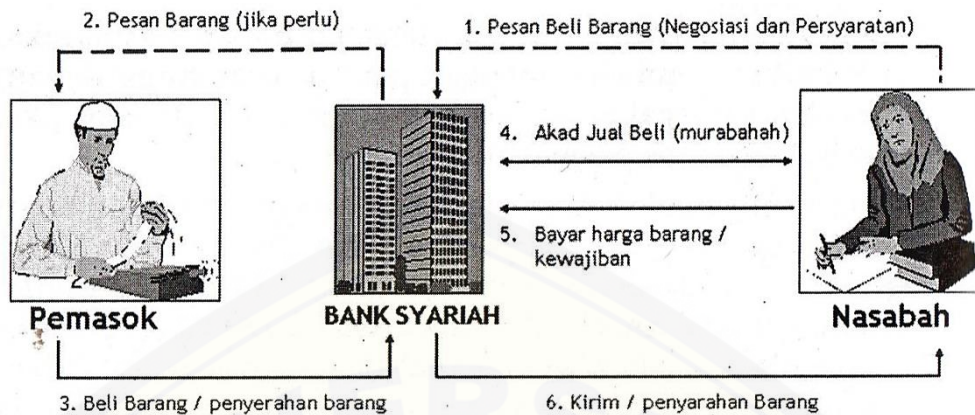 2. Pesan Barang (jika perlu)
1. Pesan Beli Barang (Negosiasi dan Persyaratan)
4. Akad Jual Beli (murabahah)
5. Bayar harga barang /
kewajiban
Pemasok
BANK SYARIAH
Nasabah
3. Beli Barang / penyerahan barang
6. Kirim / penyarahan Barang